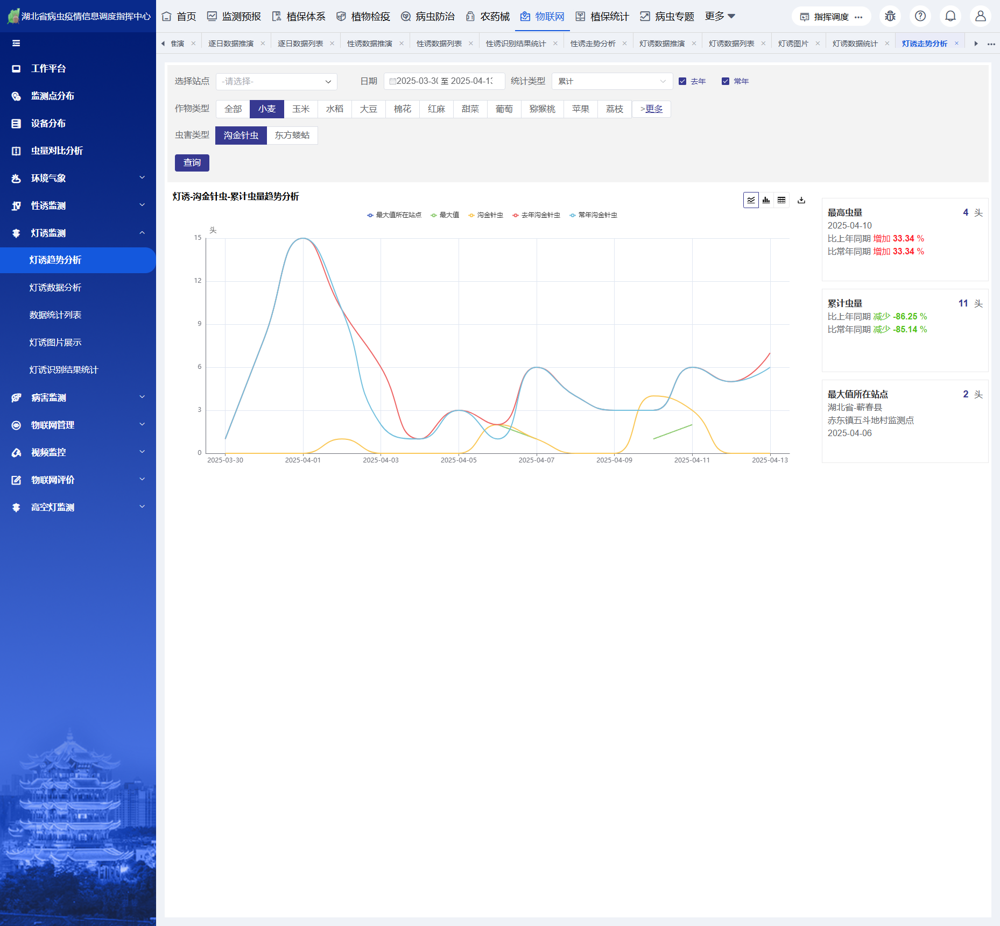 湖北省病虫疫情信息调度指挥中心
首页 监测预报 植保体系 植物检疫 病虫防治 农药械 物联网 植保统计 病虫专题 更多
指挥调度
推演 逐日数据推演 逐日数据列表 性诱数据推演 性诱数据列表 性诱识别结果统计 性诱走势分析 灯诱数据推演 灯诱数据列表 灯诱图片 灯诱数据统计 灯诱走势分析
工作平台
监测点分布
设备分布
虫量对比分析
环境气象
性诱监测
灯诱监测
灯诱趋势分析
灯诱数据分析
数据统计列表
灯诱图片展示
灯诱识别结果统计
病害监测
物联网管理
视频监控
物联网评价
高空灯监测
选择站点 -请选择- 日期 2025-03-30 至 2025-04-13 统计类型 累计 去年 常年
作物类型 全部 小麦 玉米 水稻 大豆 棉花 红麻 甜菜 葡萄 猕猴桃 苹果 荔枝 >更多
虫害类型 沟金针虫 东方蝼蛄
查询
灯诱-沟金针虫-累计虫量趋势分析
最大值所在站点 最大值 沟金针虫 去年沟金针虫 常年沟金针虫
头
15
12
9
6
3
0
2025-03-30 2025-04-01 2025-04-03 2025-04-05 2025-04-07 2025-04-09 2025-04-11 2025-04-13
最高虫量 4 头
2025-04-10
比上年同期 增加 33.34 %
比常年同期 增加 33.34 %
累计虫量 11 头
比上年同期 减少 -86.25 %
比常年同期 减少 -85.14 %
最大值所在站点 2 头
湖北省-蕲春县
赤东镇五斗地村监测点
2025-04-06